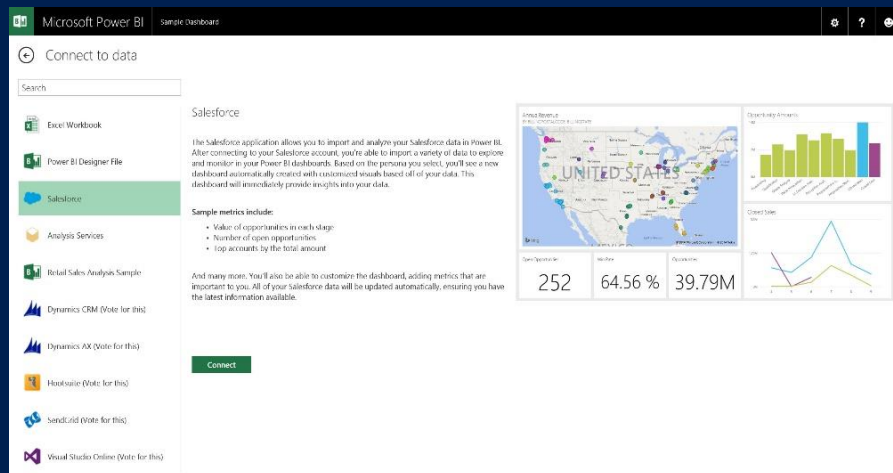 Microsoft Power BI
Sample Dashboard
?
Connect to data
Search
Excel Workbook
Power BI Designer File
Salesforce
Analysis Services
Retail Sales Analysis Sample
Dynamics CRM (Vote for this)
Dynamics AX (Vote for this)
Hootsuite (Vote for this)
SendGrid (Vote for this)
Visual Studio Online (Vote for this)
Salesforce
The Salesforce application allows you to import and analyze your Salesforce data in Power BI.
After connecting to your Salesforce account, you're able to import a variety of data to explore
and monitor in your Power BI dashboards. Based on the persona you select, you'll see a new
dashboard automatically created with customized visuals based off of your data. This
dashboard will immediately provide insights into your data.
Sample metrics include:
• Value of opportunities in each stage
• Number of open opportunities
• Top accounts by the total amount
And many more. You'll also be able to customize the dashboard, adding metrics that are
important to you. All of your Salesforce data will be updated automatically, ensuring you have
the latest information available.
Connect
Annual Revenue
UNITED STATES
Open Opportunities
252
Win Rate
64.56 %
Opportunities
39.79M
Opportunity Amounts
Closed Sales